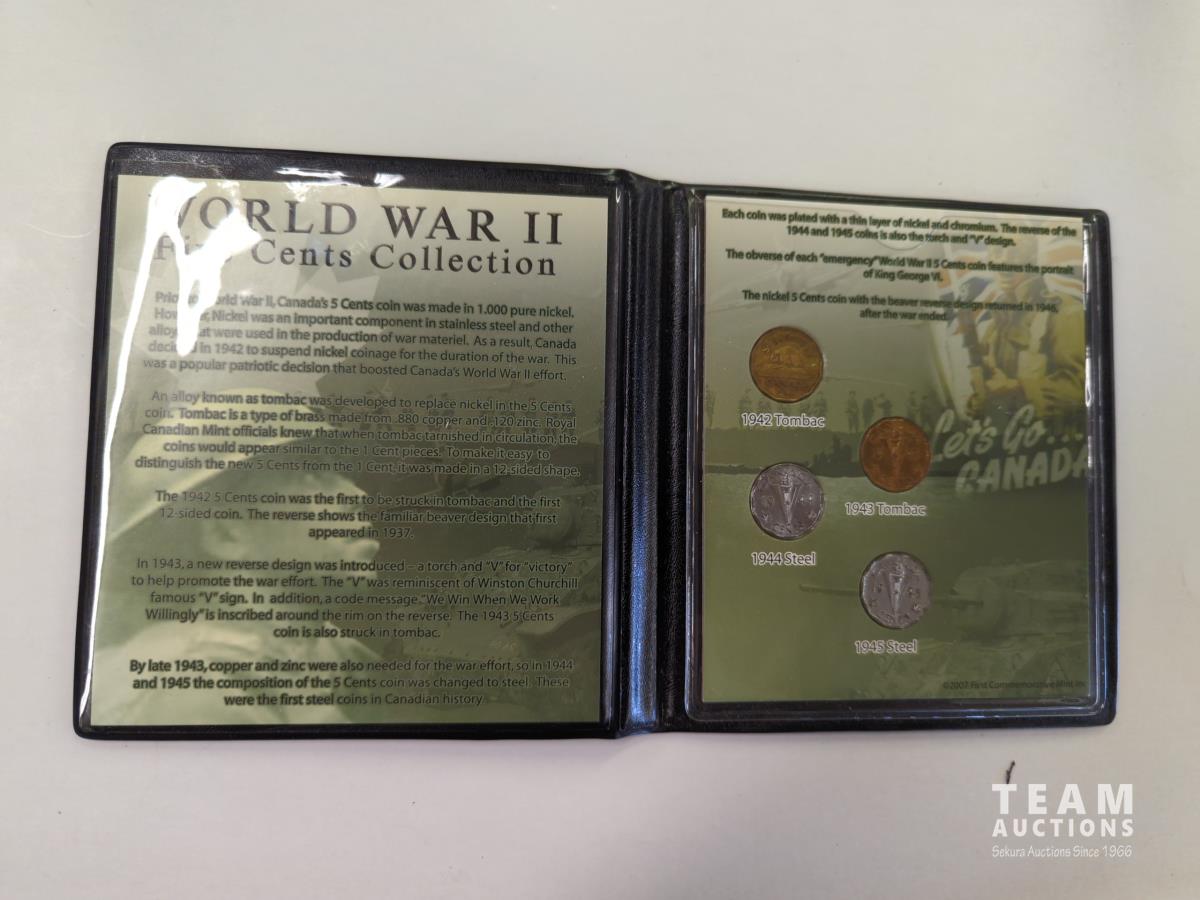 WORLD WAR II
Cents Collection
World War II, Canada's 5 Cents coin was made in 1.000 pure nickel.
Nickel was an important component in stainless steel and other
that were used in the production of war materiel. As a result, Canada
in 1942 to suspend nickel coinage for the duration of the war. This
was a popular patriotic decision that boosted Canada's World War II effort.
An alloy known as tombac was developed to replace nickel in the 5 Cents
coin. Tombac is a type of brass made from .880 copper and .120 zinc. Royal
Canadian Mint officials knew that when tombac tarnished in circulation, the
coins would appear similar to the 1 Cent pieces. To make it easy to
distinguish the new 5 Cents from the 1 Cent, it was made in a 12-sided shape.
The 1942 5 Cents coin was the first to be struck in tombac and the first
12-sided coin. The reverse shows the familiar beaver design that first
appeared in 1937.
In 1943, a new reverse design was introduced – a torch and "V" for "victory"
to help promote the war effort. The "V" was reminiscent of Winston Churchill
famous "V" sign. In addition, a code message "We Win When We Work
Willingly" is inscribed around the rim on the reverse. The 1943 5 Cents
coin is also struck in tombac.
By late 1943, copper and zinc were also needed for the war effort, so in 1944
and 1945 the composition of the 5 Cents coin was changed to steel. These
were the first steel coins in Canadian history.
Each coin was plated with a thin layer of nickel and chromium. The reverse of the
1944 and 1945 coins is also the torch and "V" design.
The obverse of each "emergency" World War II 5 Cents coin features the portrait
of King George VI.
The nickel 5 Cents coin with the beaver reverse design returned in 1946,
after the war ended.
1942 Tombac
Let's Go...
CANADA
1943 Tombac
1944 Steel
1945 Steel
©2007 First Commemorative Mint Inc
TEAM
AUCTIONS
Sekura Auctions Since 1966